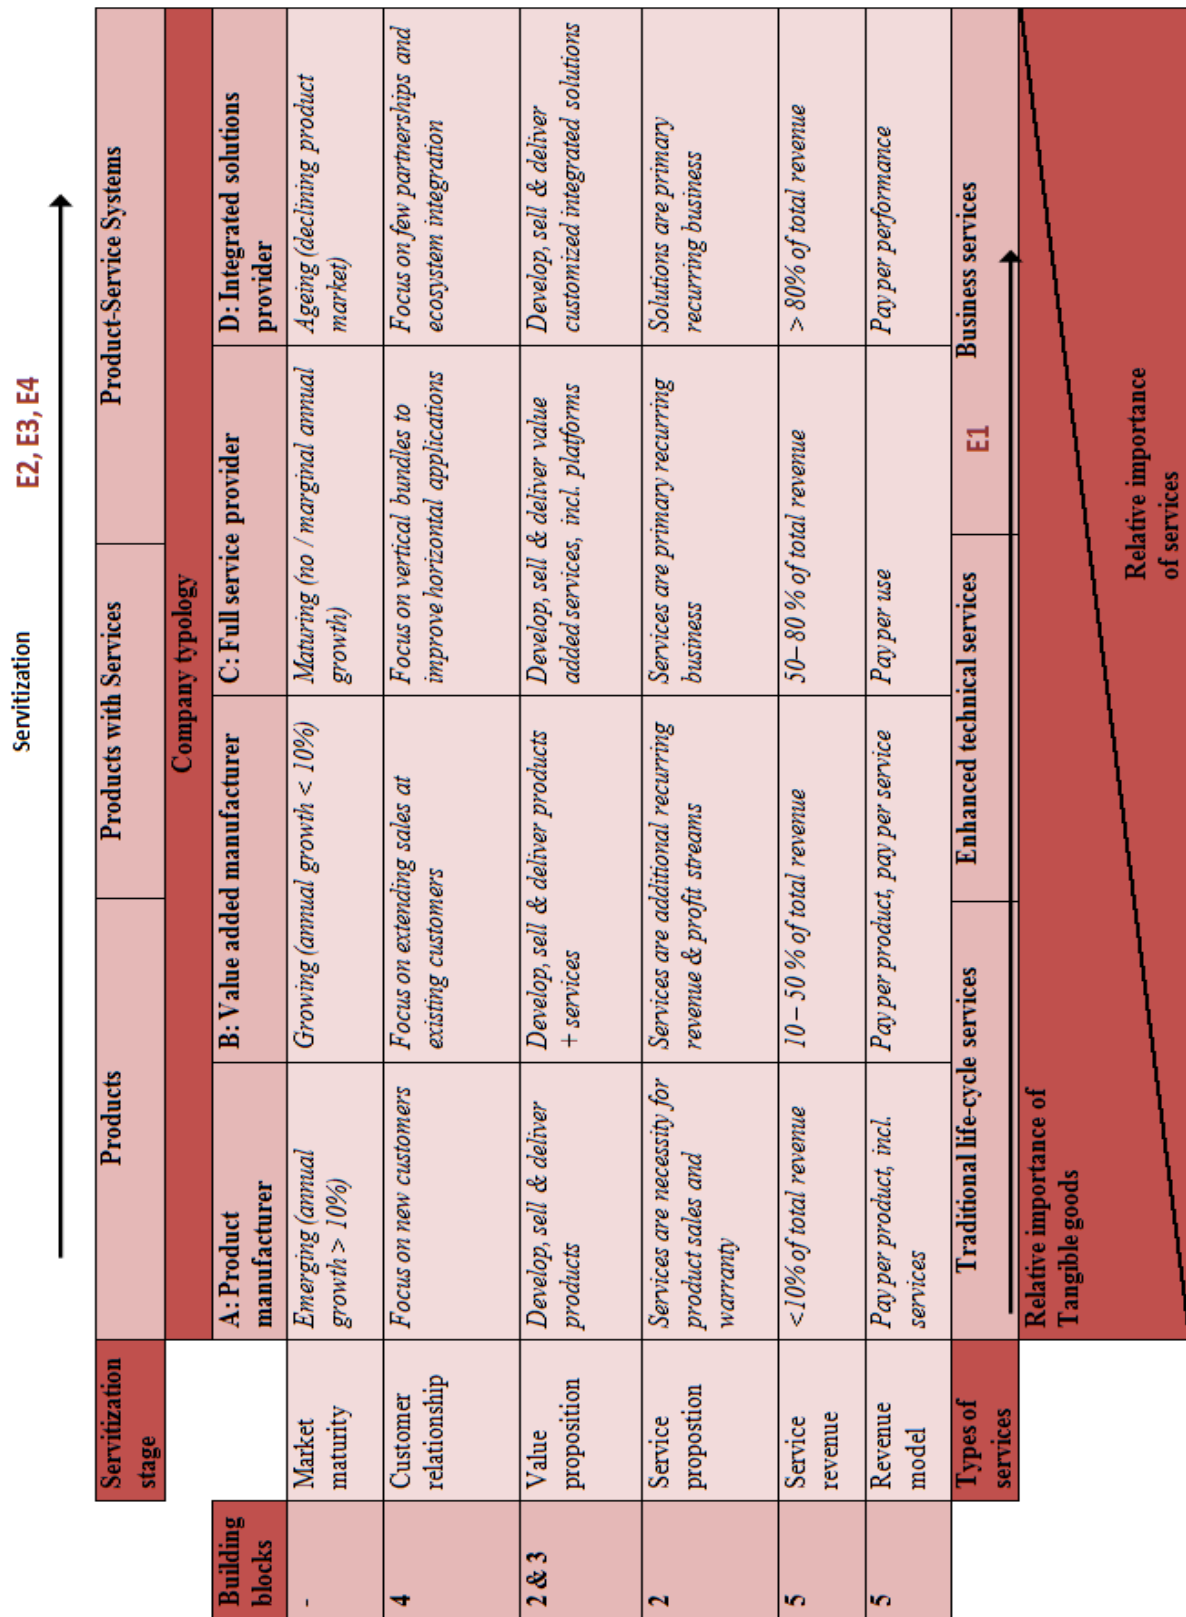 Servitization
E2, E3, E4
Servitization
stage
Products
Products with Services
Product-Service Systems
Company typology
Building
blocks
A: Product
manufacturer
B: Value added manufacturer
C: Full service provider
D: Integrated solutions
provider
-
Market
maturity
Emerging (annual
growth > 10%)
Growing (annual growth < 10%)
Maturing (no / marginal annual
growth)
Ageing (declining product
market)
4
Customer
relationship
Focus on new customers
Focus on extending sales at
existing customers
Focus on vertical bundles to
improve horizontal applications
Focus on few partnerships and
ecosystem integration
2 & 3
Value
proposition
Develop, sell & deliver
products
Develop, sell & deliver products
+ services
Develop, sell & deliver value
added services, incl. platforms
Develop, sell & deliver
customized integrated solutions
2
Service
propostion
Services are necessity for
product sales and
warranty
Services are additional recurring
revenue & profit streams
Services are primary recurring
business
Solutions are primary
recurring business
5
Service
revenue
<10% of total revenue
10 – 50 % of total revenue
50– 80 % of total revenue
> 80% of total revenue
5
Revenue
model
Pay per product, incl.
services
Pay per product, pay per service
Pay per use
Pay per performance
Types of
services
Traditional life-cycle services
Enhanced technical services
Business services
E1
Relative importance of
Tangible goods
Relative importance
of services